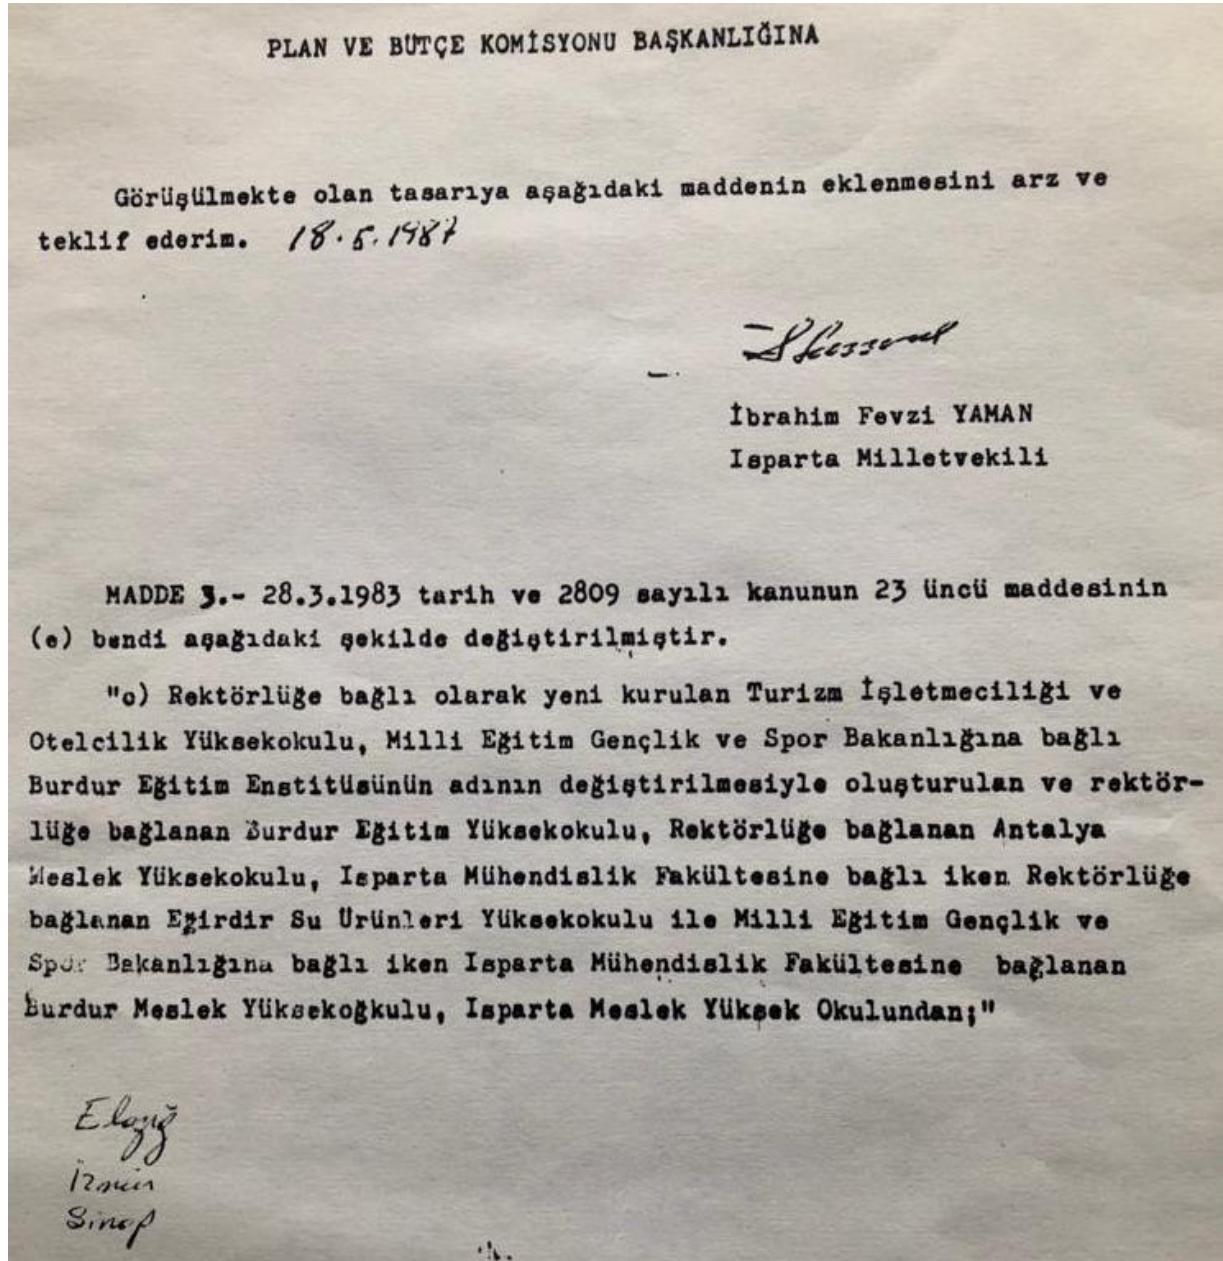 PLAN VE BÜTÇE KOMİSYONU BAŞKANLIĞINA
Görüşülmekte olan tasarıya aşağıdaki maddenin eklenmesini arz ve
teklif ederim. 18.5.1987
İbrahim Fevzi YAMAN
Isparta Milletvekili
MADDE 3.- 28.3.1983 tarih ve 2809 sayılı kanunun 23 üncü maddesinin
(e) bendi aşağıdaki şekilde değiştirilmiştir.
"c) Rektörlüğe bağlı olarak yeni kurulan Turizm İşletmeciliği ve
Otelcilik Yüksekokulu, Milli Eğitim Gençlik ve Spor Bakanlığına bağlı
Burdur Eğitim Enstitüsünün adının değiştirilmesiyle oluşturulan ve rektör-
lüğe bağlanan Burdur Eğitim Yüksekokulu, Rektörlüğe bağlanan Antalya
Meslek Yüksekokulu, Isparta Mühendislik Fakültesine bağlı iken Rektörlüğe
bağlanan Eğirdir Su Ürünleri Yüksekokulu ile Milli Eğitim Gençlik ve
Spor Bakanlığına bağlı iken Isparta Mühendislik Fakültesine bağlanan
Burdur Meslek Yüksekoğkulu, Isparta Meslek Yüksek Okulundan;"
Elazığ
İzmir
Sinop